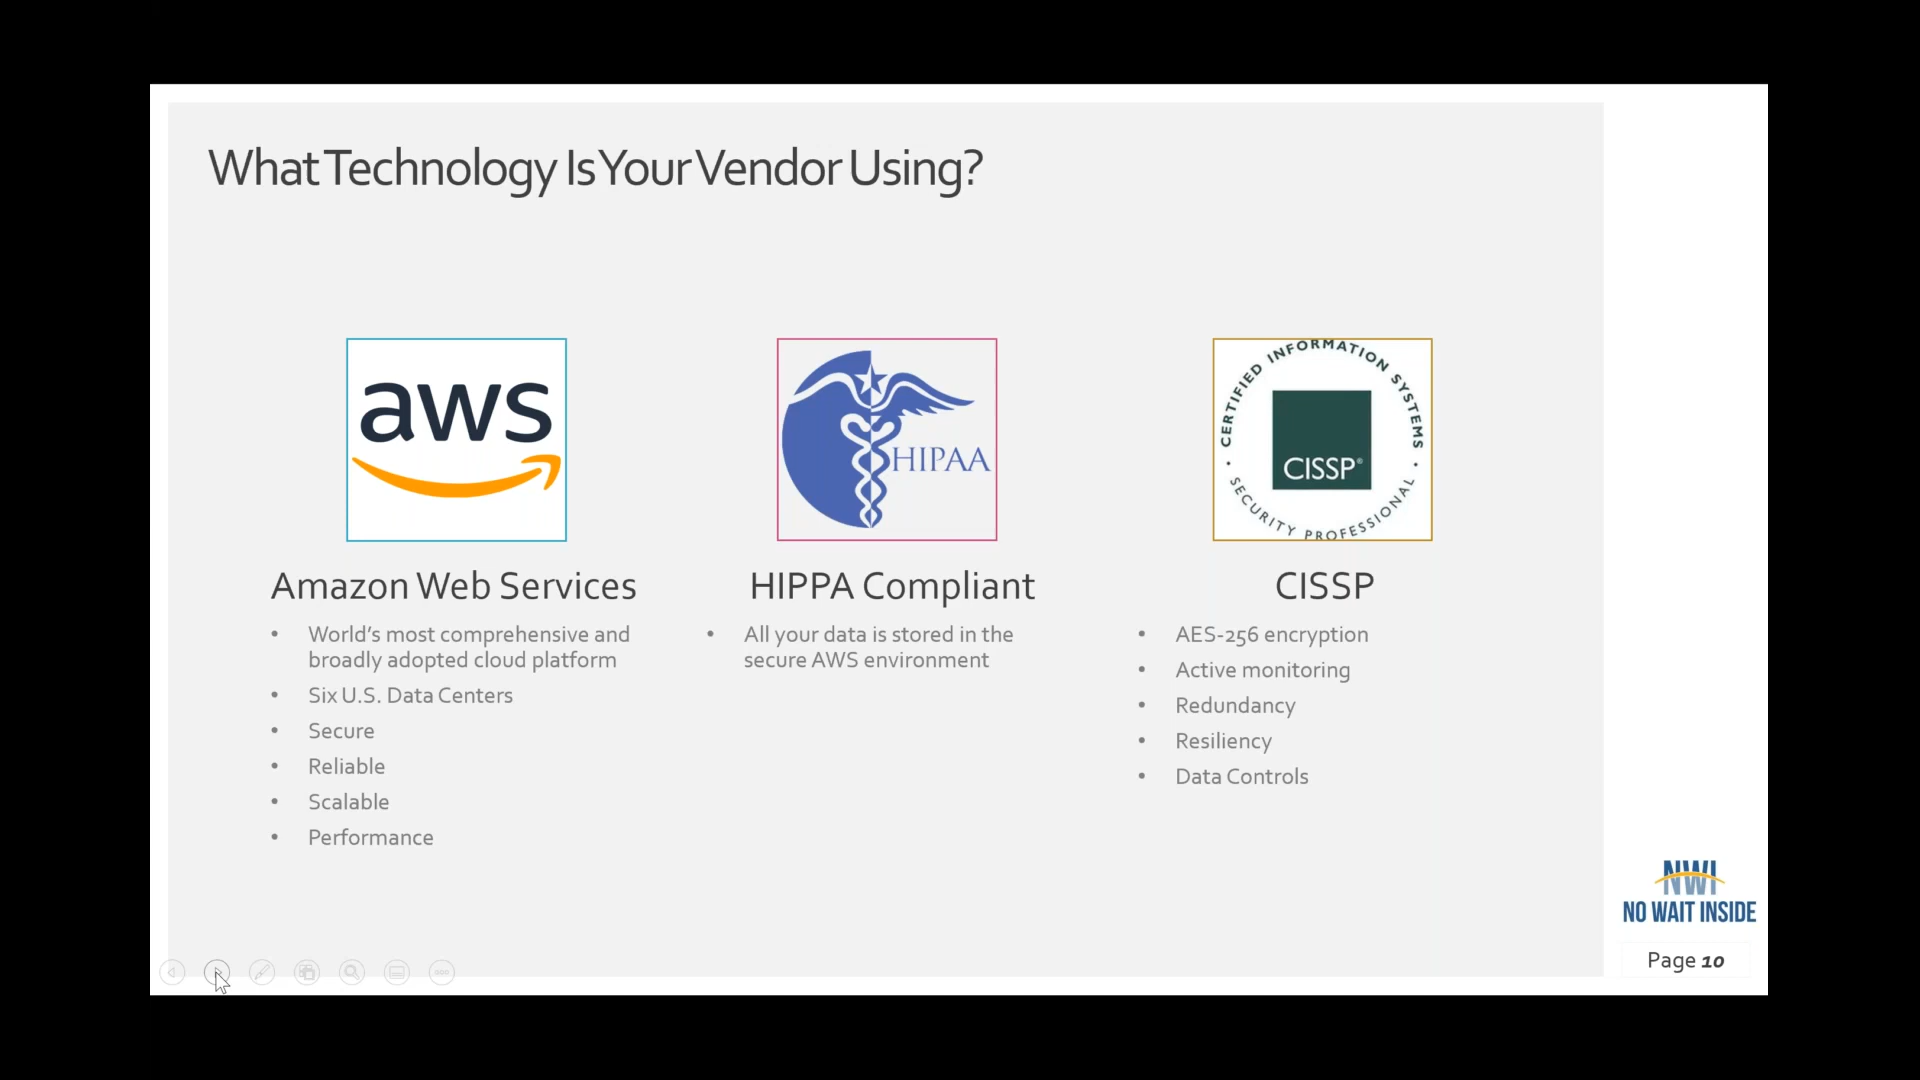 What Technology Is Your Vendor Using?
aws
HIPAA
CERTIFIED INFORMATION SYSTEMS
SECURITY PROFESSIONAL
CISSP®
Amazon Web Services
• World's most comprehensive and
broadly adopted cloud platform
• Six U.S. Data Centers
• Secure
• Reliable
• Scalable
• Performance
HIPPA Compliant
• All your data is stored in the
secure AWS environment
CISSP
• AES-256 encryption
• Active monitoring
• Redundancy
• Resiliency
• Data Controls
NWI
NO WAIT INSIDE
Page 10